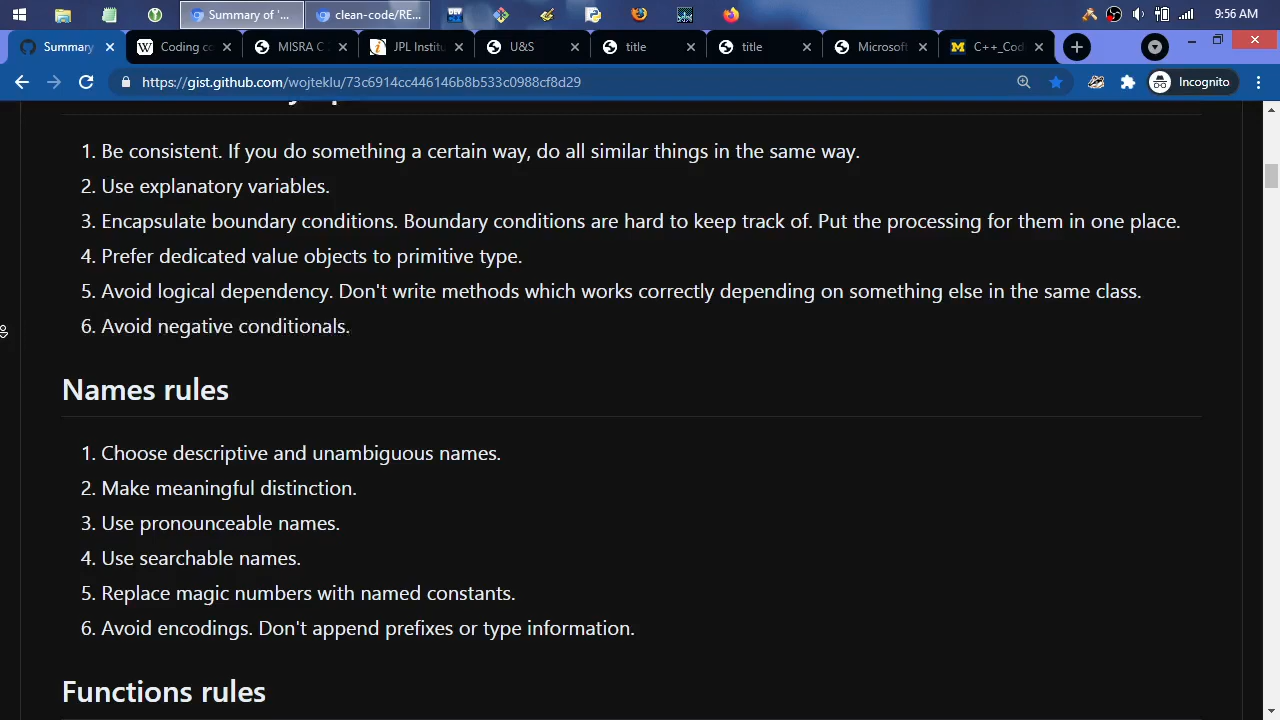 Summary of '...
clean-code/RE...
9:56 AM
Summary
Coding co
MISRA C 2
JPL Institu
U&S
title
title
Microsoft
C++_Cod
https://gist.github.com/wojteklu/73c6914cc446146b8b533c0988cf8d29
Incognito
1. Be consistent. If you do something a certain way, do all similar things in the same way.
2. Use explanatory variables.
3. Encapsulate boundary conditions. Boundary conditions are hard to keep track of. Put the processing for them in one place.
4. Prefer dedicated value objects to primitive type.
5. Avoid logical dependency. Don't write methods which works correctly depending on something else in the same class.
6. Avoid negative conditionals.
Names rules
1. Choose descriptive and unambiguous names.
2. Make meaningful distinction.
3. Use pronounceable names.
4. Use searchable names.
5. Replace magic numbers with named constants.
6. Avoid encodings. Don't append prefixes or type information.
Functions rules